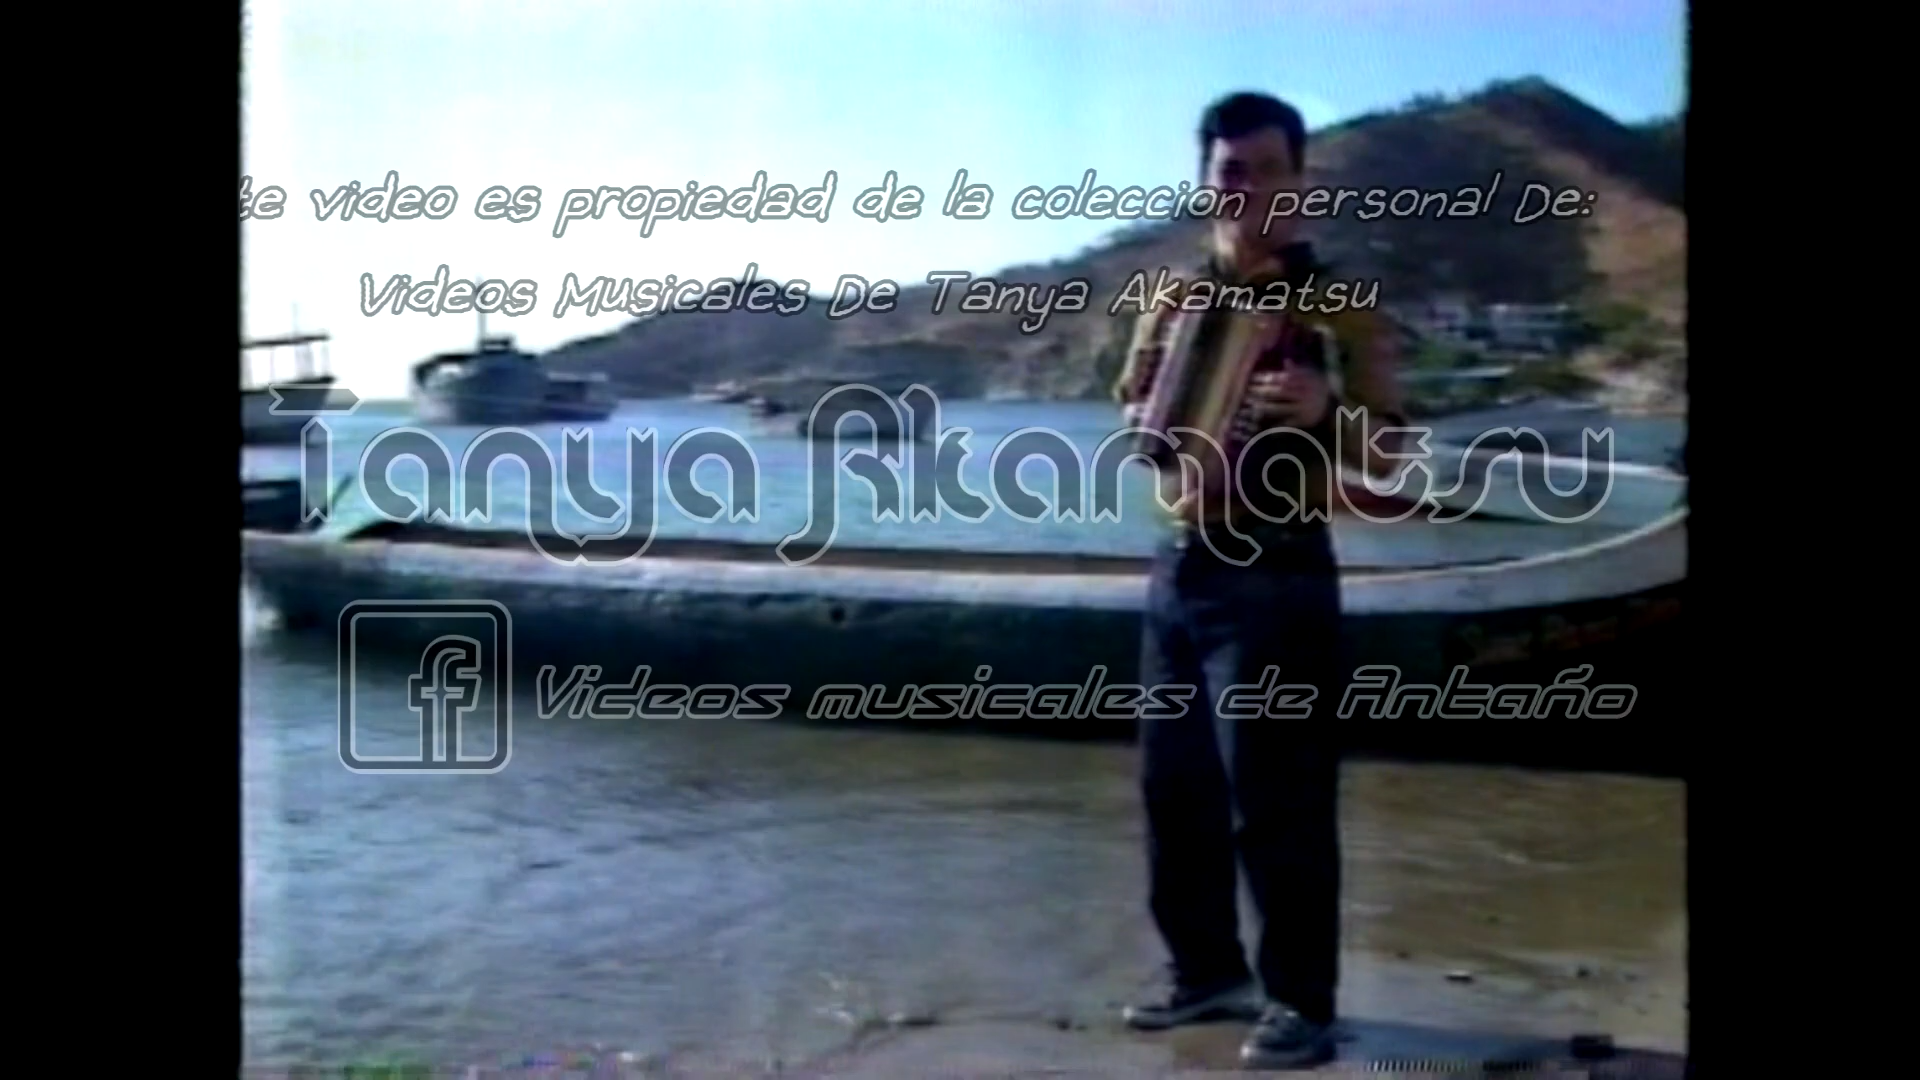 te video es propiedad de la coleccion personal De:
Videos Musicales De Tanya Akamatsu
Tanya Akamatsu
f Videos musicales de Antaño